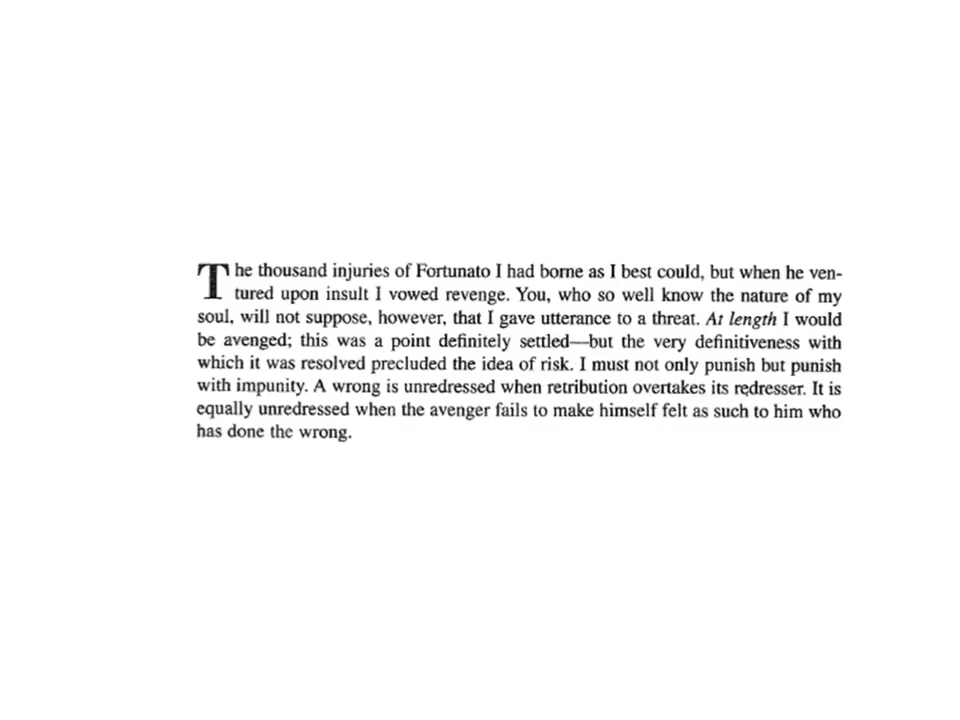 The thousand injuries of Fortunato I had borne as I best could, but when he ven-
tured upon insult I vowed revenge. You, who so well know the nature of my
soul, will not suppose, however, that I gave utterance to a threat. At length I would
be avenged; this was a point definitely settled—but the very definitiveness with
which it was resolved precluded the idea of risk. I must not only punish but punish
with impunity. A wrong is unredressed when retribution overtakes its redresser. It is
equally unredressed when the avenger fails to make himself felt as such to him who
has done the wrong.